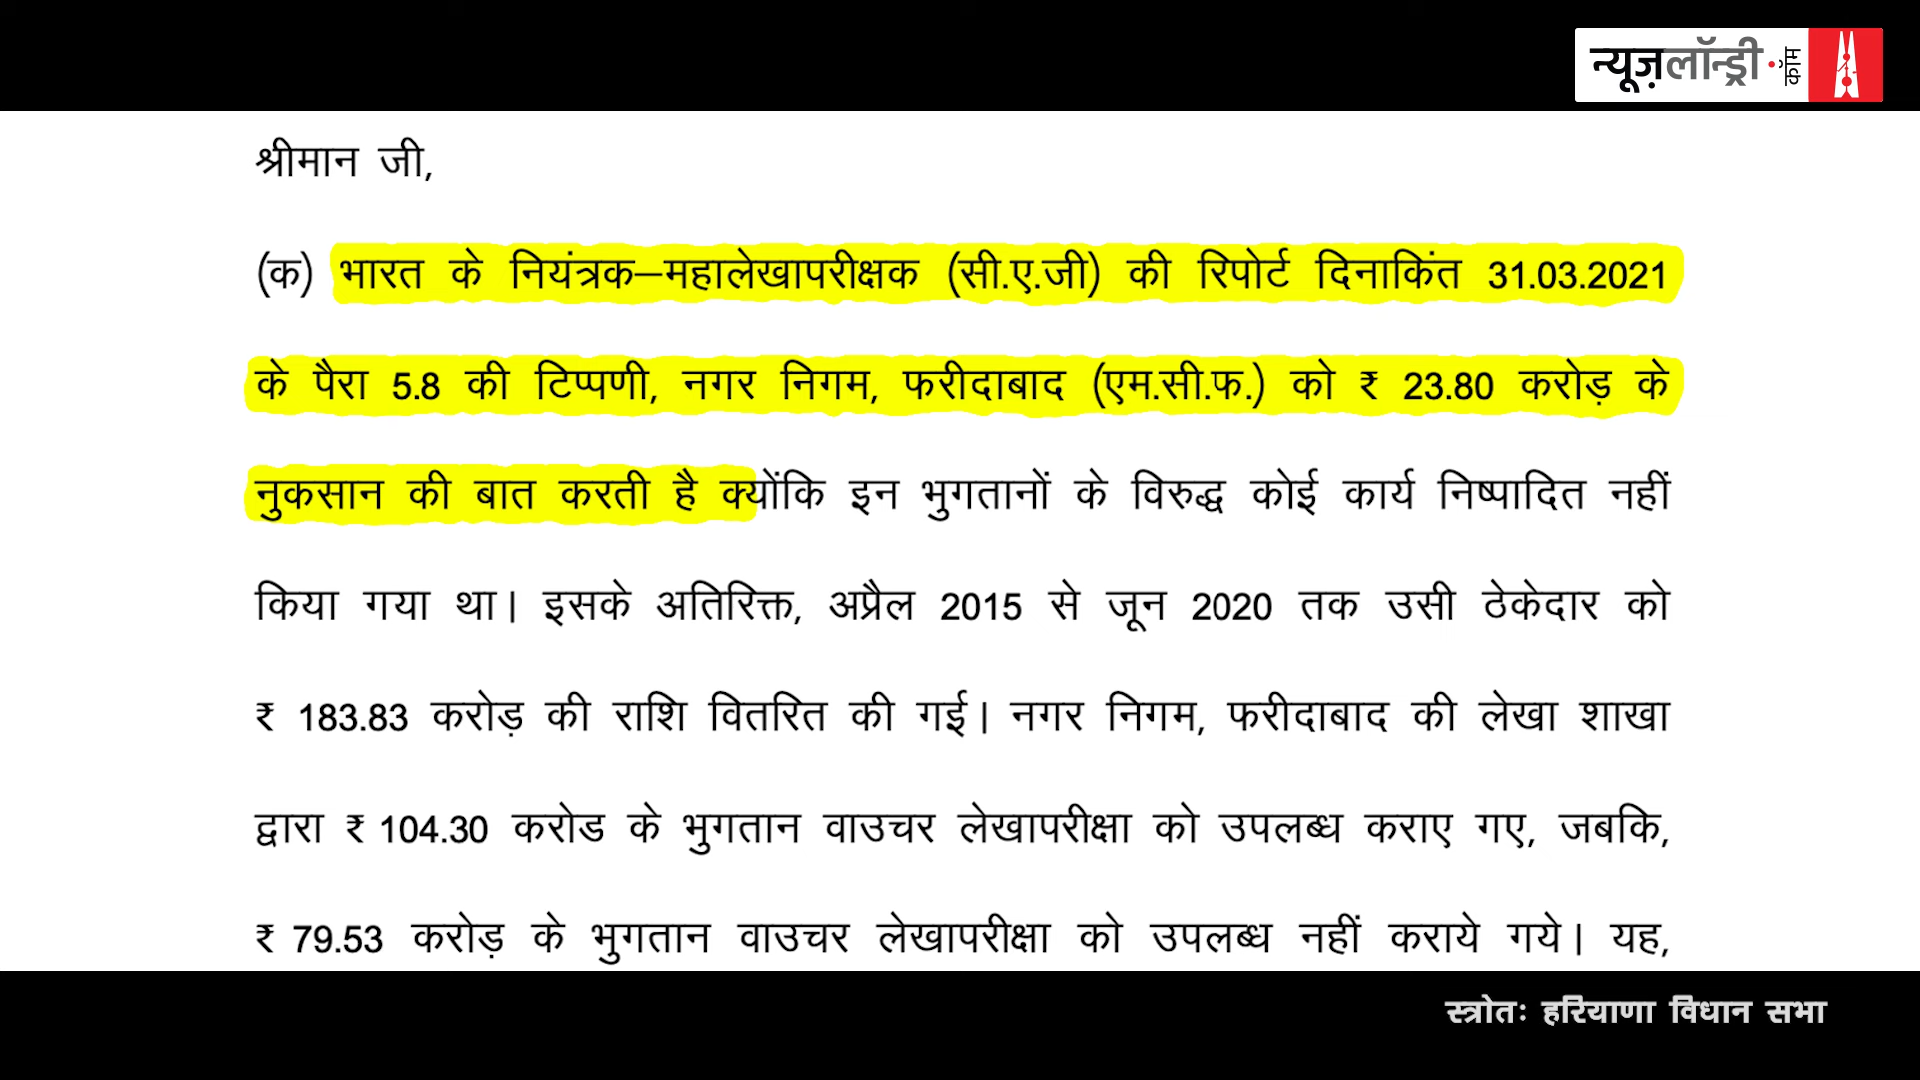 न्यूज़लॉन्ड्री.कॉम
श्रीमान जी,
(क) भारत के नियंत्रक–महालेखापरीक्षक (सी.ए.जी) की रिपोर्ट दिनाकिंत 31.03.2021
के पैरा 5.8 की टिप्पणी, नगर निगम, फरीदाबाद (एम.सी.फ.) को ₹ 23.80 करोड़ के
नुकसान की बात करती है क्योंकि इन भुगतानों के विरुद्ध कोई कार्य निष्पादित नहीं
किया गया था। इसके अतिरिक्त, अप्रैल 2015 से जून 2020 तक उसी ठेकेदार को
₹ 183.83 करोड़ की राशि वितरित की गई। नगर निगम, फरीदाबाद की लेखा शाखा
द्वारा ₹ 104.30 करोड के भुगतान वाउचर लेखापरीक्षा को उपलब्ध कराए गए, जबकि,
₹ 79.53 करोड़ के भुगतान वाउचर लेखापरीक्षा को उपलब्ध नहीं कराये गये। यह,
स्त्रोतः हरियाणा विधान सभा